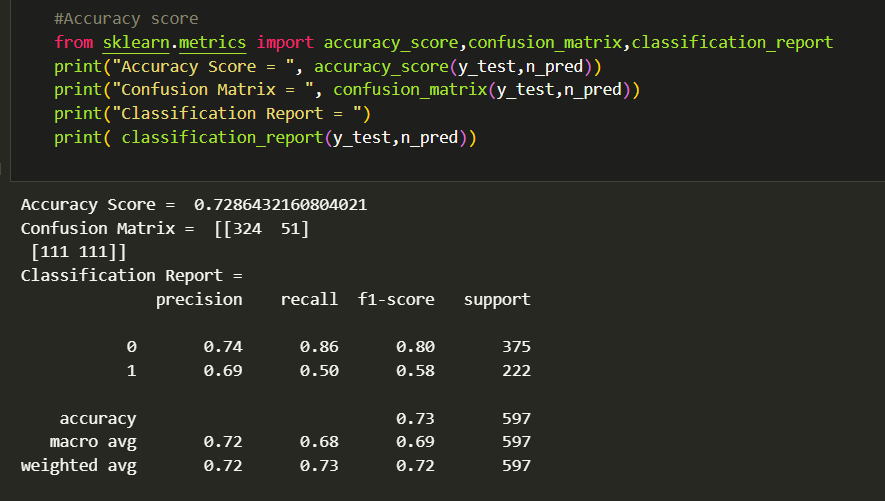 #Accuracy score
from sklearn.metrics import accuracy_score,confusion_matrix,classification_report
print("Accuracy Score = ", accuracy_score(y_test,n_pred))
print("Confusion Matrix = ", confusion_matrix(y_test,n_pred))
print("Classification Report = ")
print( classification_report(y_test,n_pred))
Accuracy Score =  0.7286432160804021
Confusion Matrix =  [[324  51]
 [111 111]]
Classification Report =
              precision    recall  f1-score   support
           0       0.74      0.86      0.80       375
           1       0.69      0.50      0.58       222
    accuracy                           0.73       597
   macro avg       0.72      0.68      0.69       597
weighted avg       0.72      0.73      0.72       597